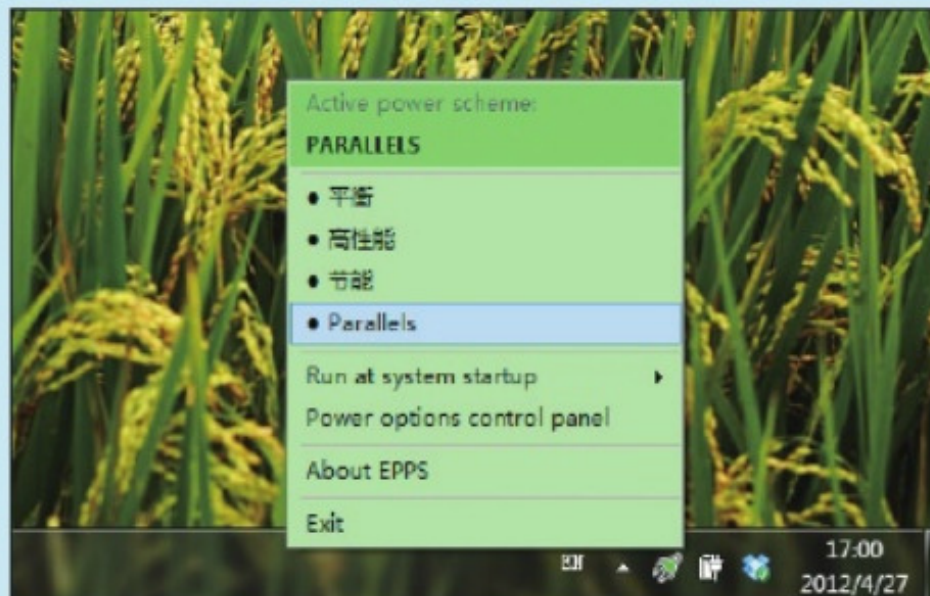 Active power scheme:
PARALLELS
● 平衡
● 高性能
● 节能
● Parallels
Run at system startup
Power options control panel
About EPPS
Exit
17:00
2012/4/27